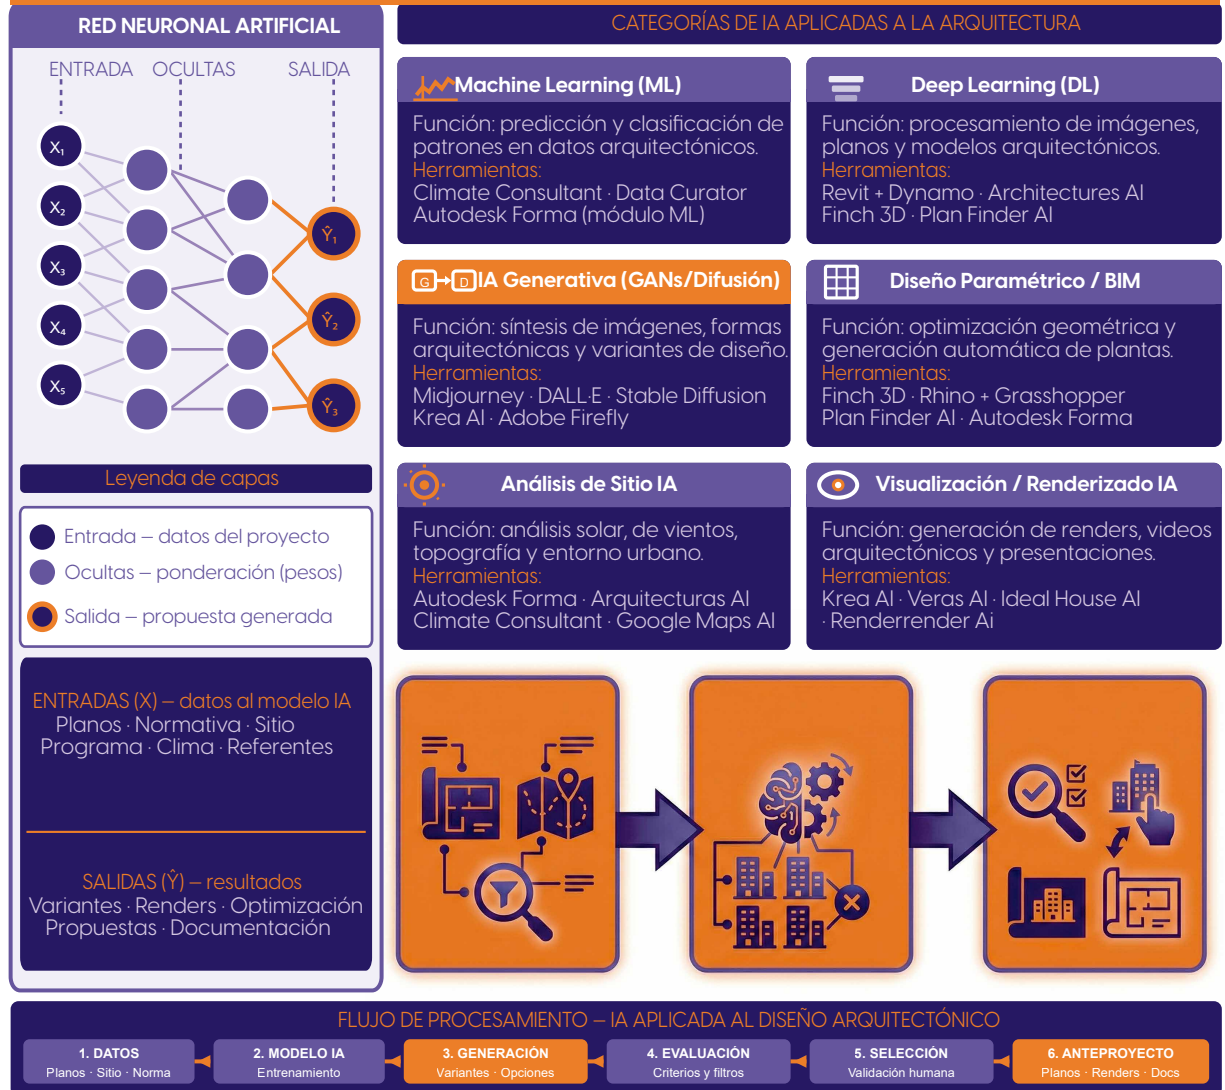 RED NEURONAL ARTIFICIAL
ENTRADA OCULTAS SALIDA
X₁
X₂
X₃
X₄
X₅
Ŷ₁
Ŷ₂
Ŷ₃
Leyenda de capas
Entrada – datos del proyecto
Ocultas – ponderación (pesos)
Salida – propuesta generada
ENTRADAS (X) – datos al modelo IA
Planos · Normativa · Sitio
Programa · Clima · Referentes
SALIDAS (Ŷ) – resultados
Variantes · Renders · Optimización
Propuestas · Documentación
CATEGORÍAS DE IA APLICADAS A LA ARQUITECTURA
Machine Learning (ML)
Función: predicción y clasificación de
patrones en datos arquitectónicos.
Herramientas:
Climate Consultant · Data Curator
Autodesk Forma (módulo ML)
Deep Learning (DL)
Función: procesamiento de imágenes,
planos y modelos arquitectónicos.
Herramientas:
Revit + Dynamo · Architectures AI
Finch 3D · Plan Finder AI
G D IA Generativa (GANs/Difusión)
Función: síntesis de imágenes, formas
arquitectónicas y variantes de diseño.
Herramientas:
Midjourney · DALL·E · Stable Diffusion
Krea AI · Adobe Firefly
Diseño Paramétrico / BIM
Función: optimización geométrica y
generación automática de plantas.
Herramientas:
Finch 3D · Rhino + Grasshopper
Plan Finder AI · Autodesk Forma
Análisis de Sitio IA
Función: análisis solar, de vientos,
topografía y entorno urbano.
Herramientas:
Autodesk Forma · Arquitecturas AI
Climate Consultant · Google Maps AI
Visualización / Renderizado IA
Función: generación de renders, videos
arquitectónicos y presentaciones.
Herramientas:
Krea AI · Veras AI · Ideal House AI
· Renderrender Ai
FLUJO DE PROCESAMIENTO – IA APLICADA AL DISEÑO ARQUITECTÓNICO
1. DATOS
Planos · Sitio · Norma
2. MODELO IA
Entrenamiento
3. GENERACIÓN
Variantes · Opciones
4. EVALUACIÓN
Criterios y filtros
5. SELECCIÓN
Validación humana
6. ANTEPROYECTO
Planos · Renders · Docs